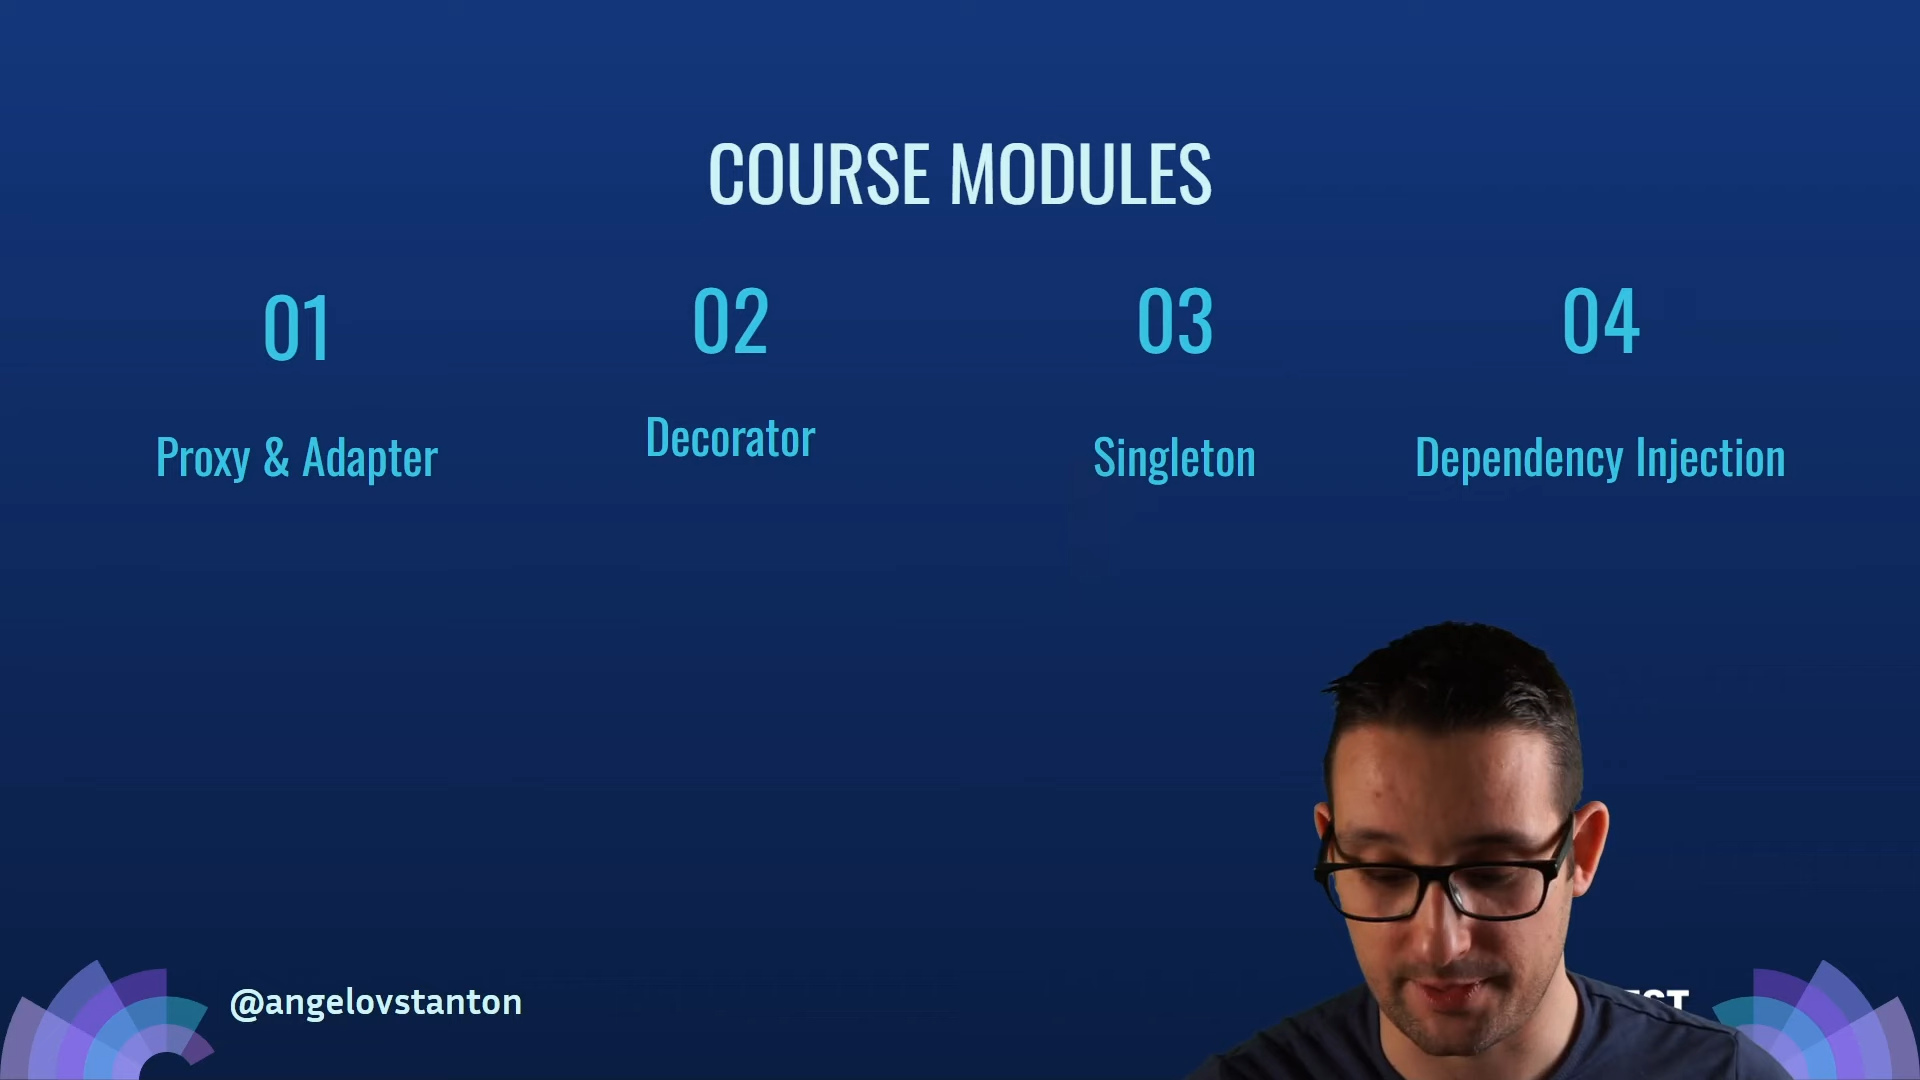 COURSE MODULES
01
02
03
04
Proxy & Adapter
Decorator
Singleton
Dependency Injection
@angelovstanton